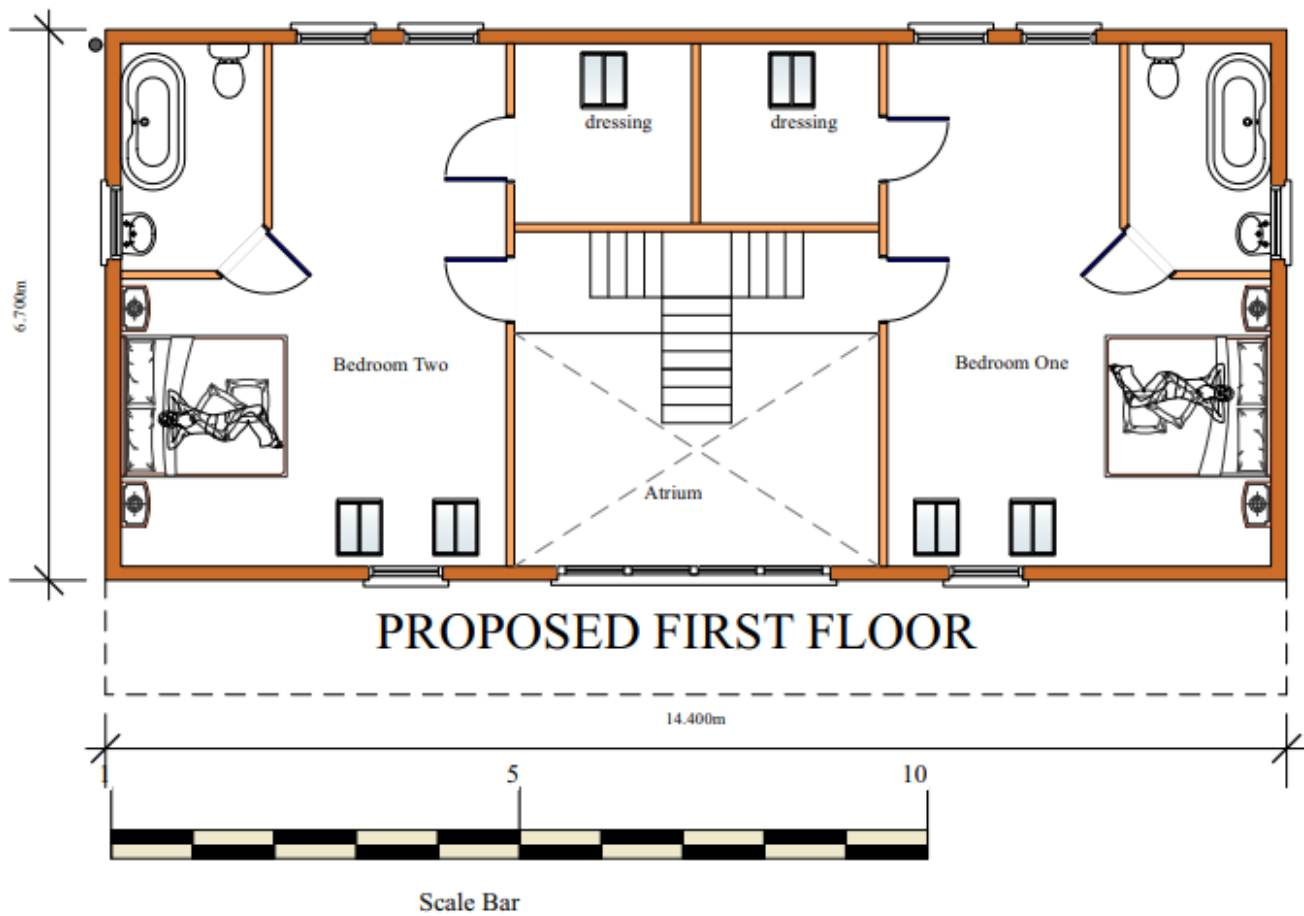 dressing
dressing
6.700m
Bedroom Two
Bedroom One
Atrium
PROPOSED FIRST FLOOR
14.400m
1
5
10
Scale Bar